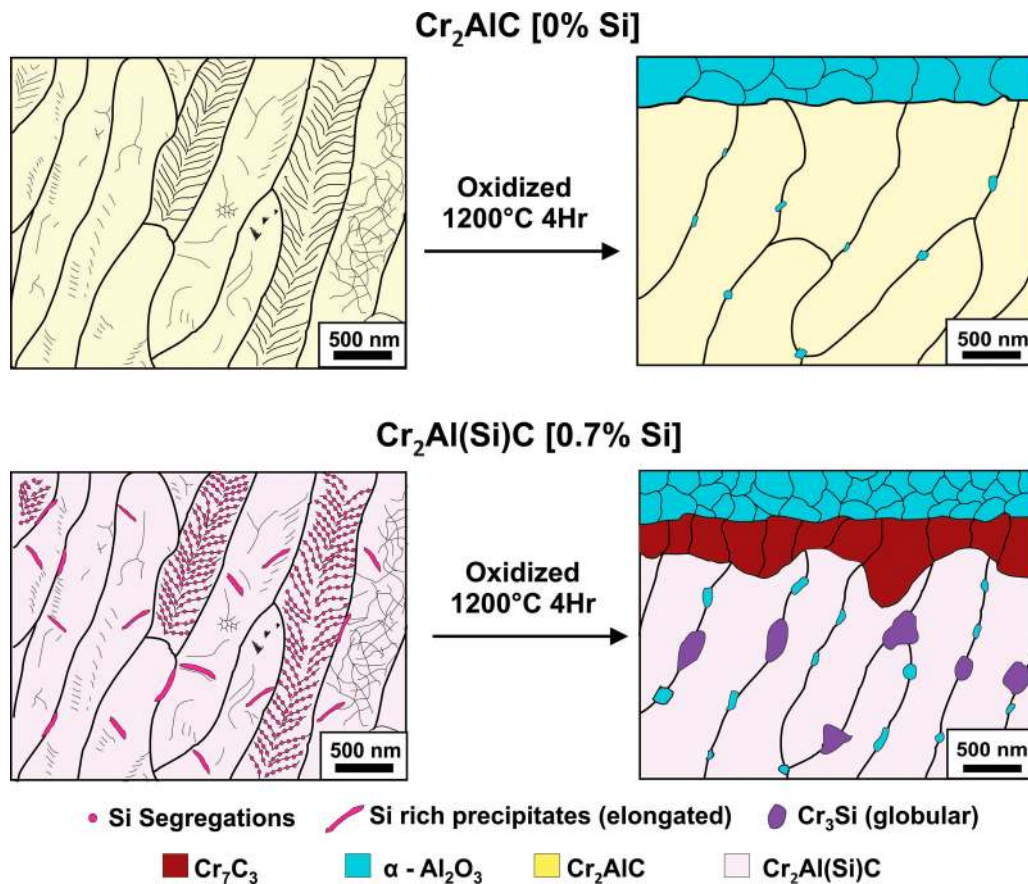 Cr₂AlC [0% Si]
Oxidized
1200°C 4Hr
500 nm
500 nm
Cr₂Al(Si)C [0.7% Si]
Oxidized
1200°C 4Hr
500 nm
500 nm
Si Segregations
Si rich precipitates (elongated)
Cr₃Si (globular)
Cr₇C₃
α - Al₂O₃
Cr₂AlC
Cr₂Al(Si)C